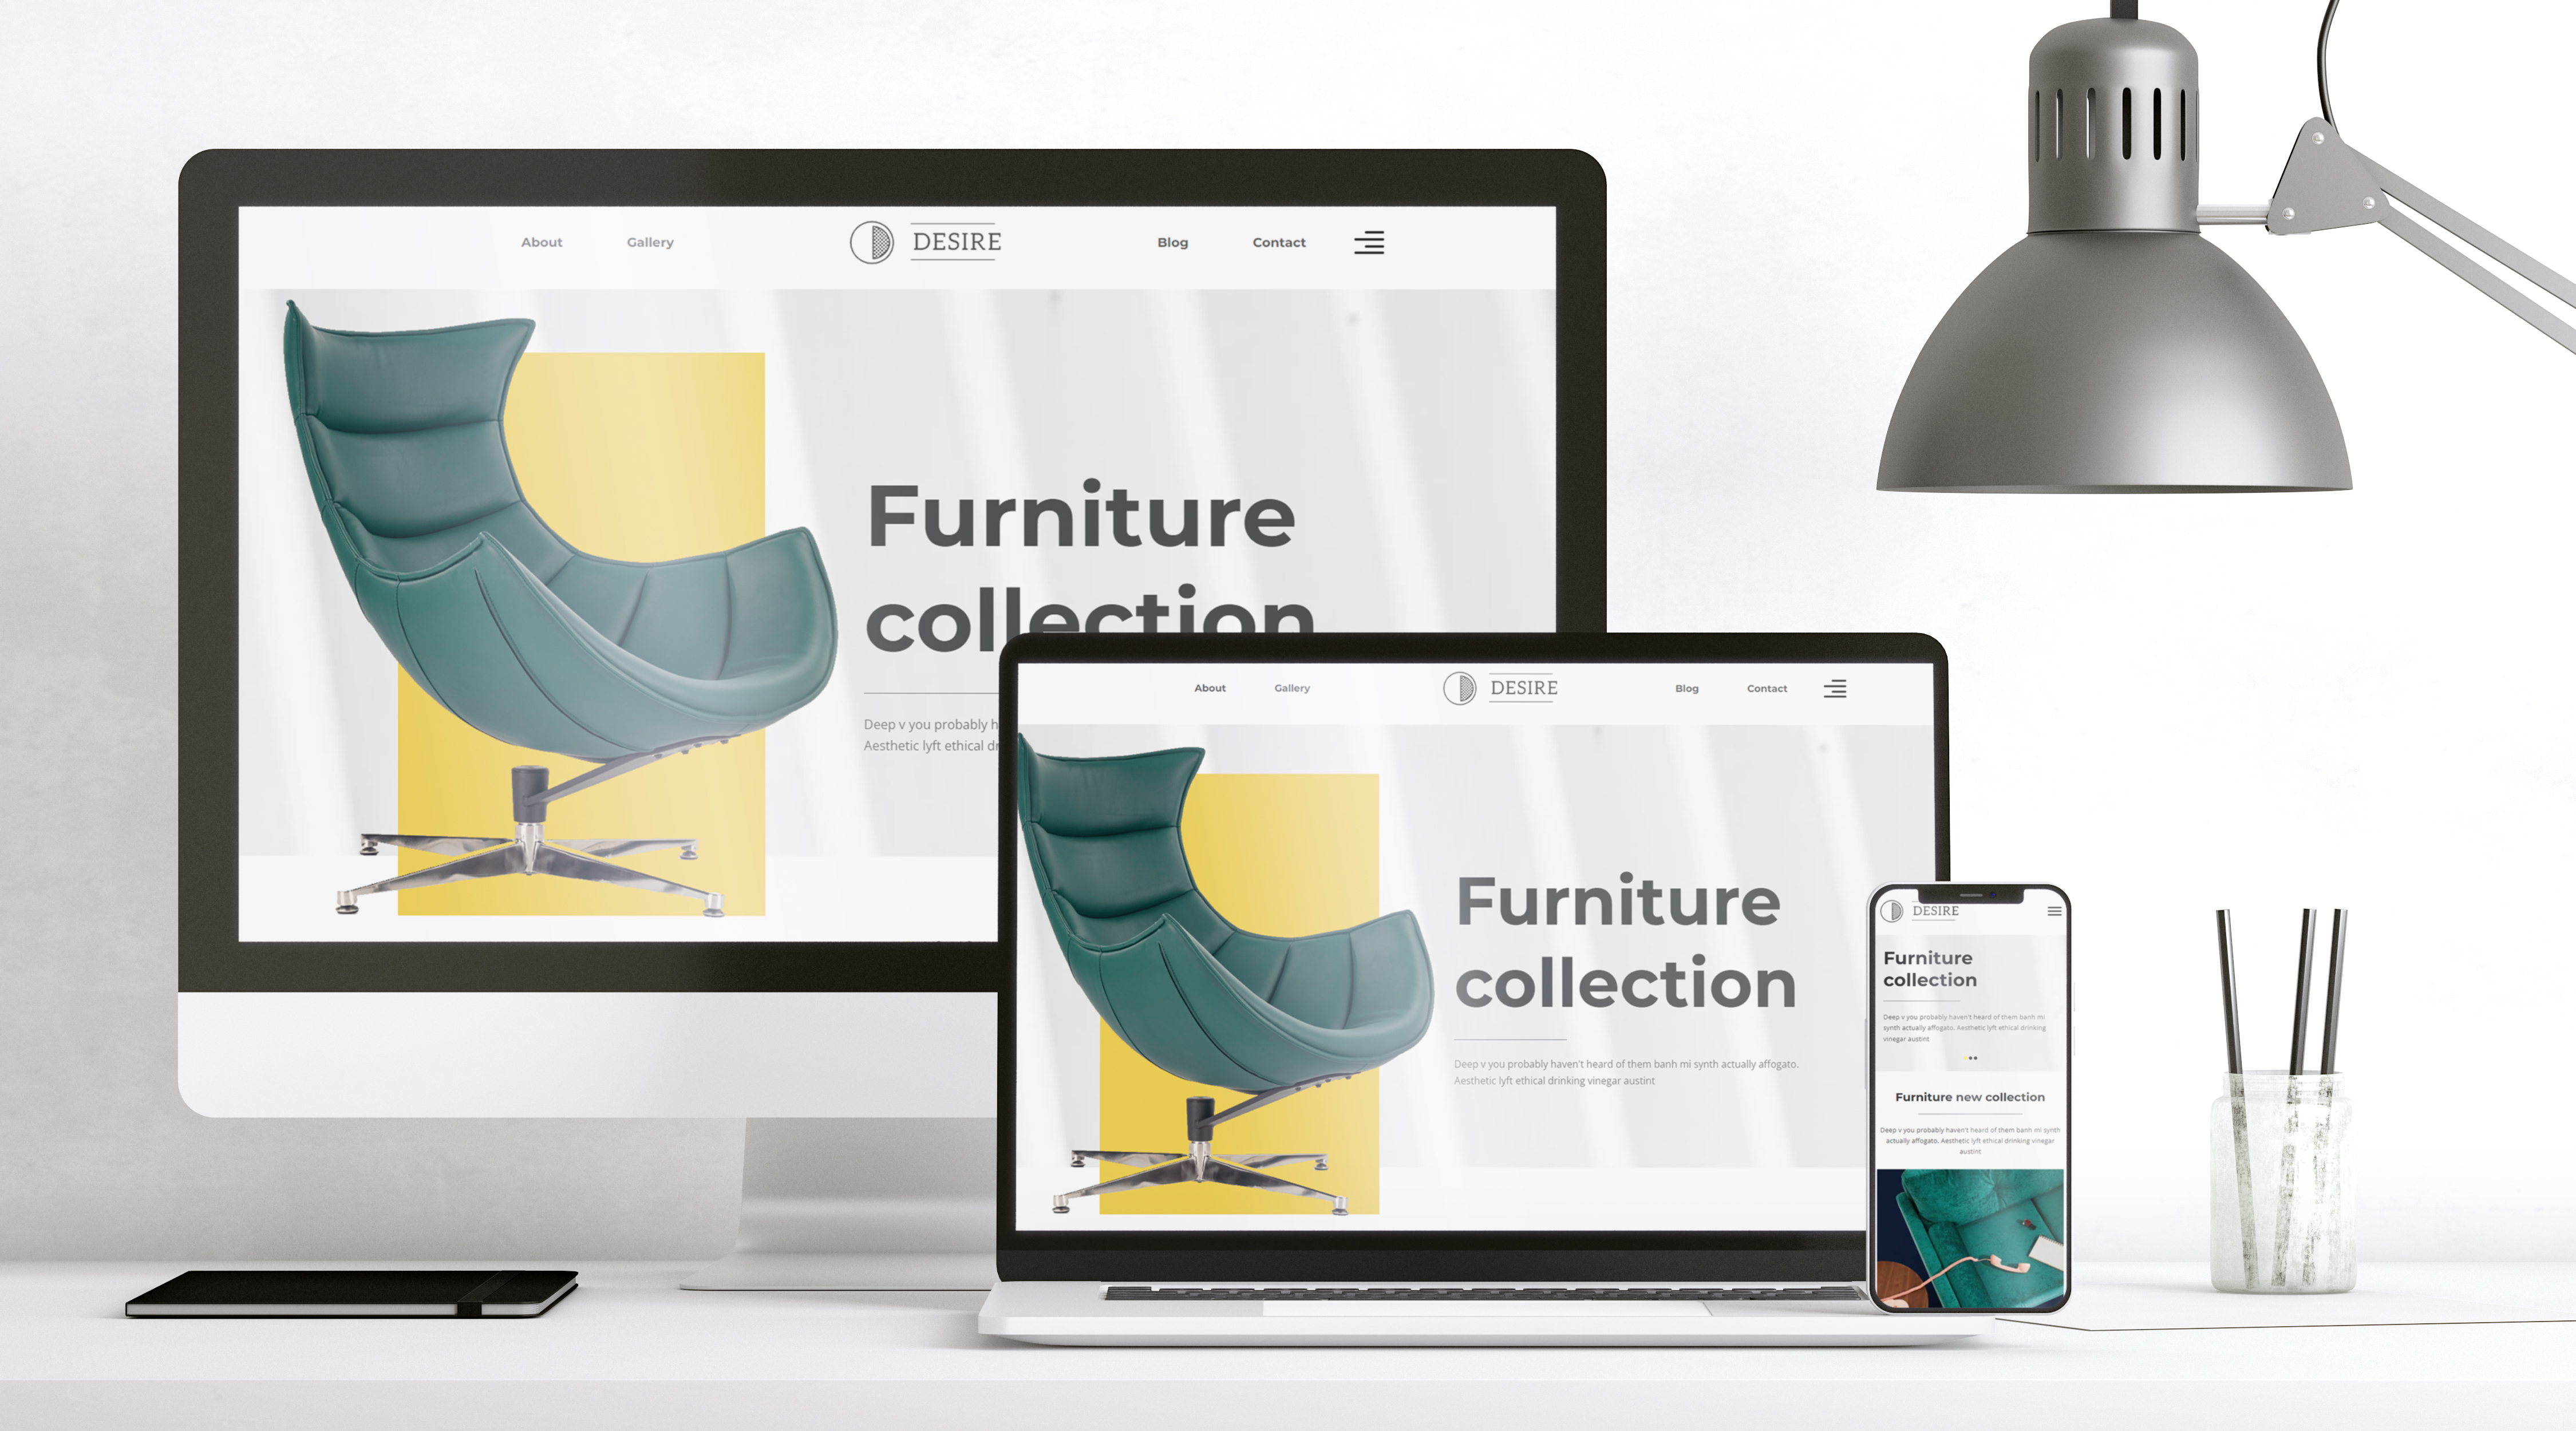 About Gallery DESIRE Blog Contact
Furniture
collection
Deep v you probably h
Aesthetic lyft ethical dr
About Gallery DESIRE Blog Contact
Furniture
collection
Deep v you probably haven't heard of them banh mi synth actually affogato.
Aesthetic lyft ethical drinking vinegar austint
DESIRE
Furniture
collection
Deep v you probably haven't heard of them banh mi
synth actually affogato. Aesthetic lyft ethical drinking
vinegar austint
Furniture new collection
Deep v you probably haven't heard of them banh mi synth
actually affogato. Aesthetic lyft ethical drinking vinegar
austint